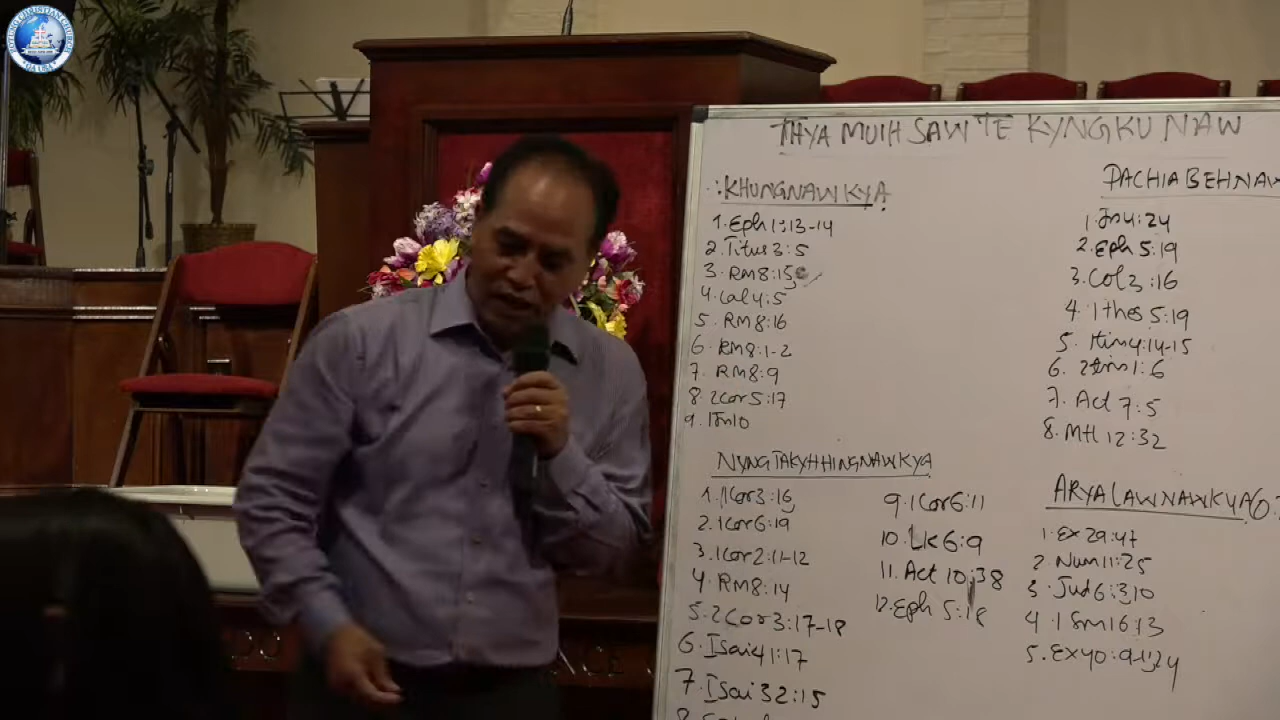 THYA MUIH SAW TE KYNGKU NAW
KHUNGNAW KYA
1. Eph 1:13-14
2. Titus 3:5
3. RM 8:15
4. Gal 4:5
5. RM 8:16
6. RM 8:1-2
7. RM 8:9
8. 2Cor 5:17
9.
NYNGTAKYHHINGNAWKYA
1. 1Cor 3:16
2. 1Cor 6:19
3. 1Cor 2:11-12
4. RM 8:14
5. 2Cor 3:17-18
6. Isai 41:17
7. Isai 32:15
8.
9. 1Cor 6:11
10. LK 6:9
11. Act 10:38
12. Eph 5:18
PACHIA BEHNAW
1. Jn 4:24
2. Eph 5:19
3. Col 3:16
4. 1 thes 5:19
5. 1tim 4:14-15
6. 2tim 1:6
7. Act 7:5
8. Mt 12:32
ARYALAWNAWKYA
1. Ex 29:47
2. Num 11:25
3. Jud 6:3,10
4. 1 Sm 16:13
5. Ex 40:9-11,24